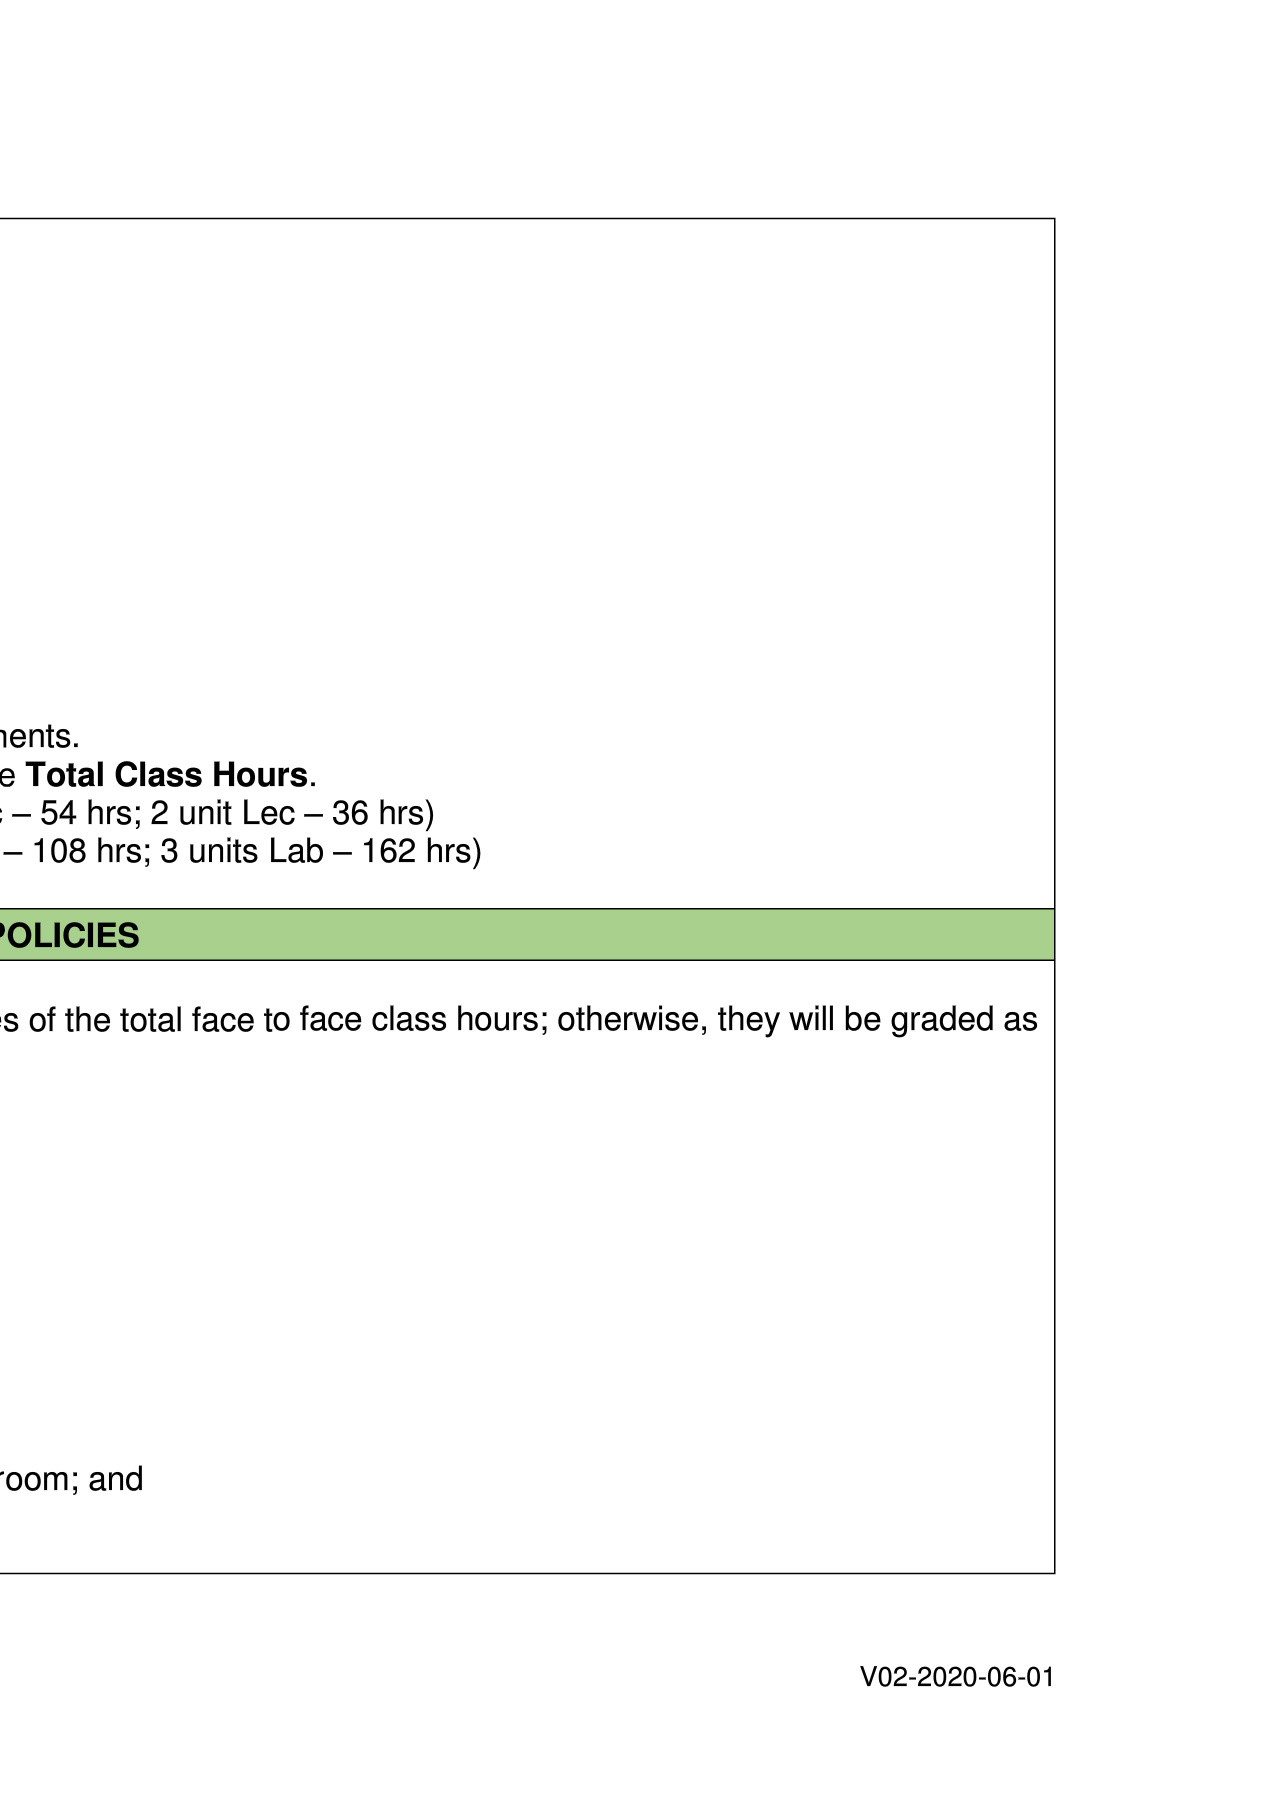 Total Class Hours.
– 54 hrs; 2 unit Lec – 36 hrs)
– 108 hrs; 3 units Lab – 162 hrs)
POLICIES
of the total face to face class hours; otherwise, they will be graded as
room; and
V02-2020-06-01